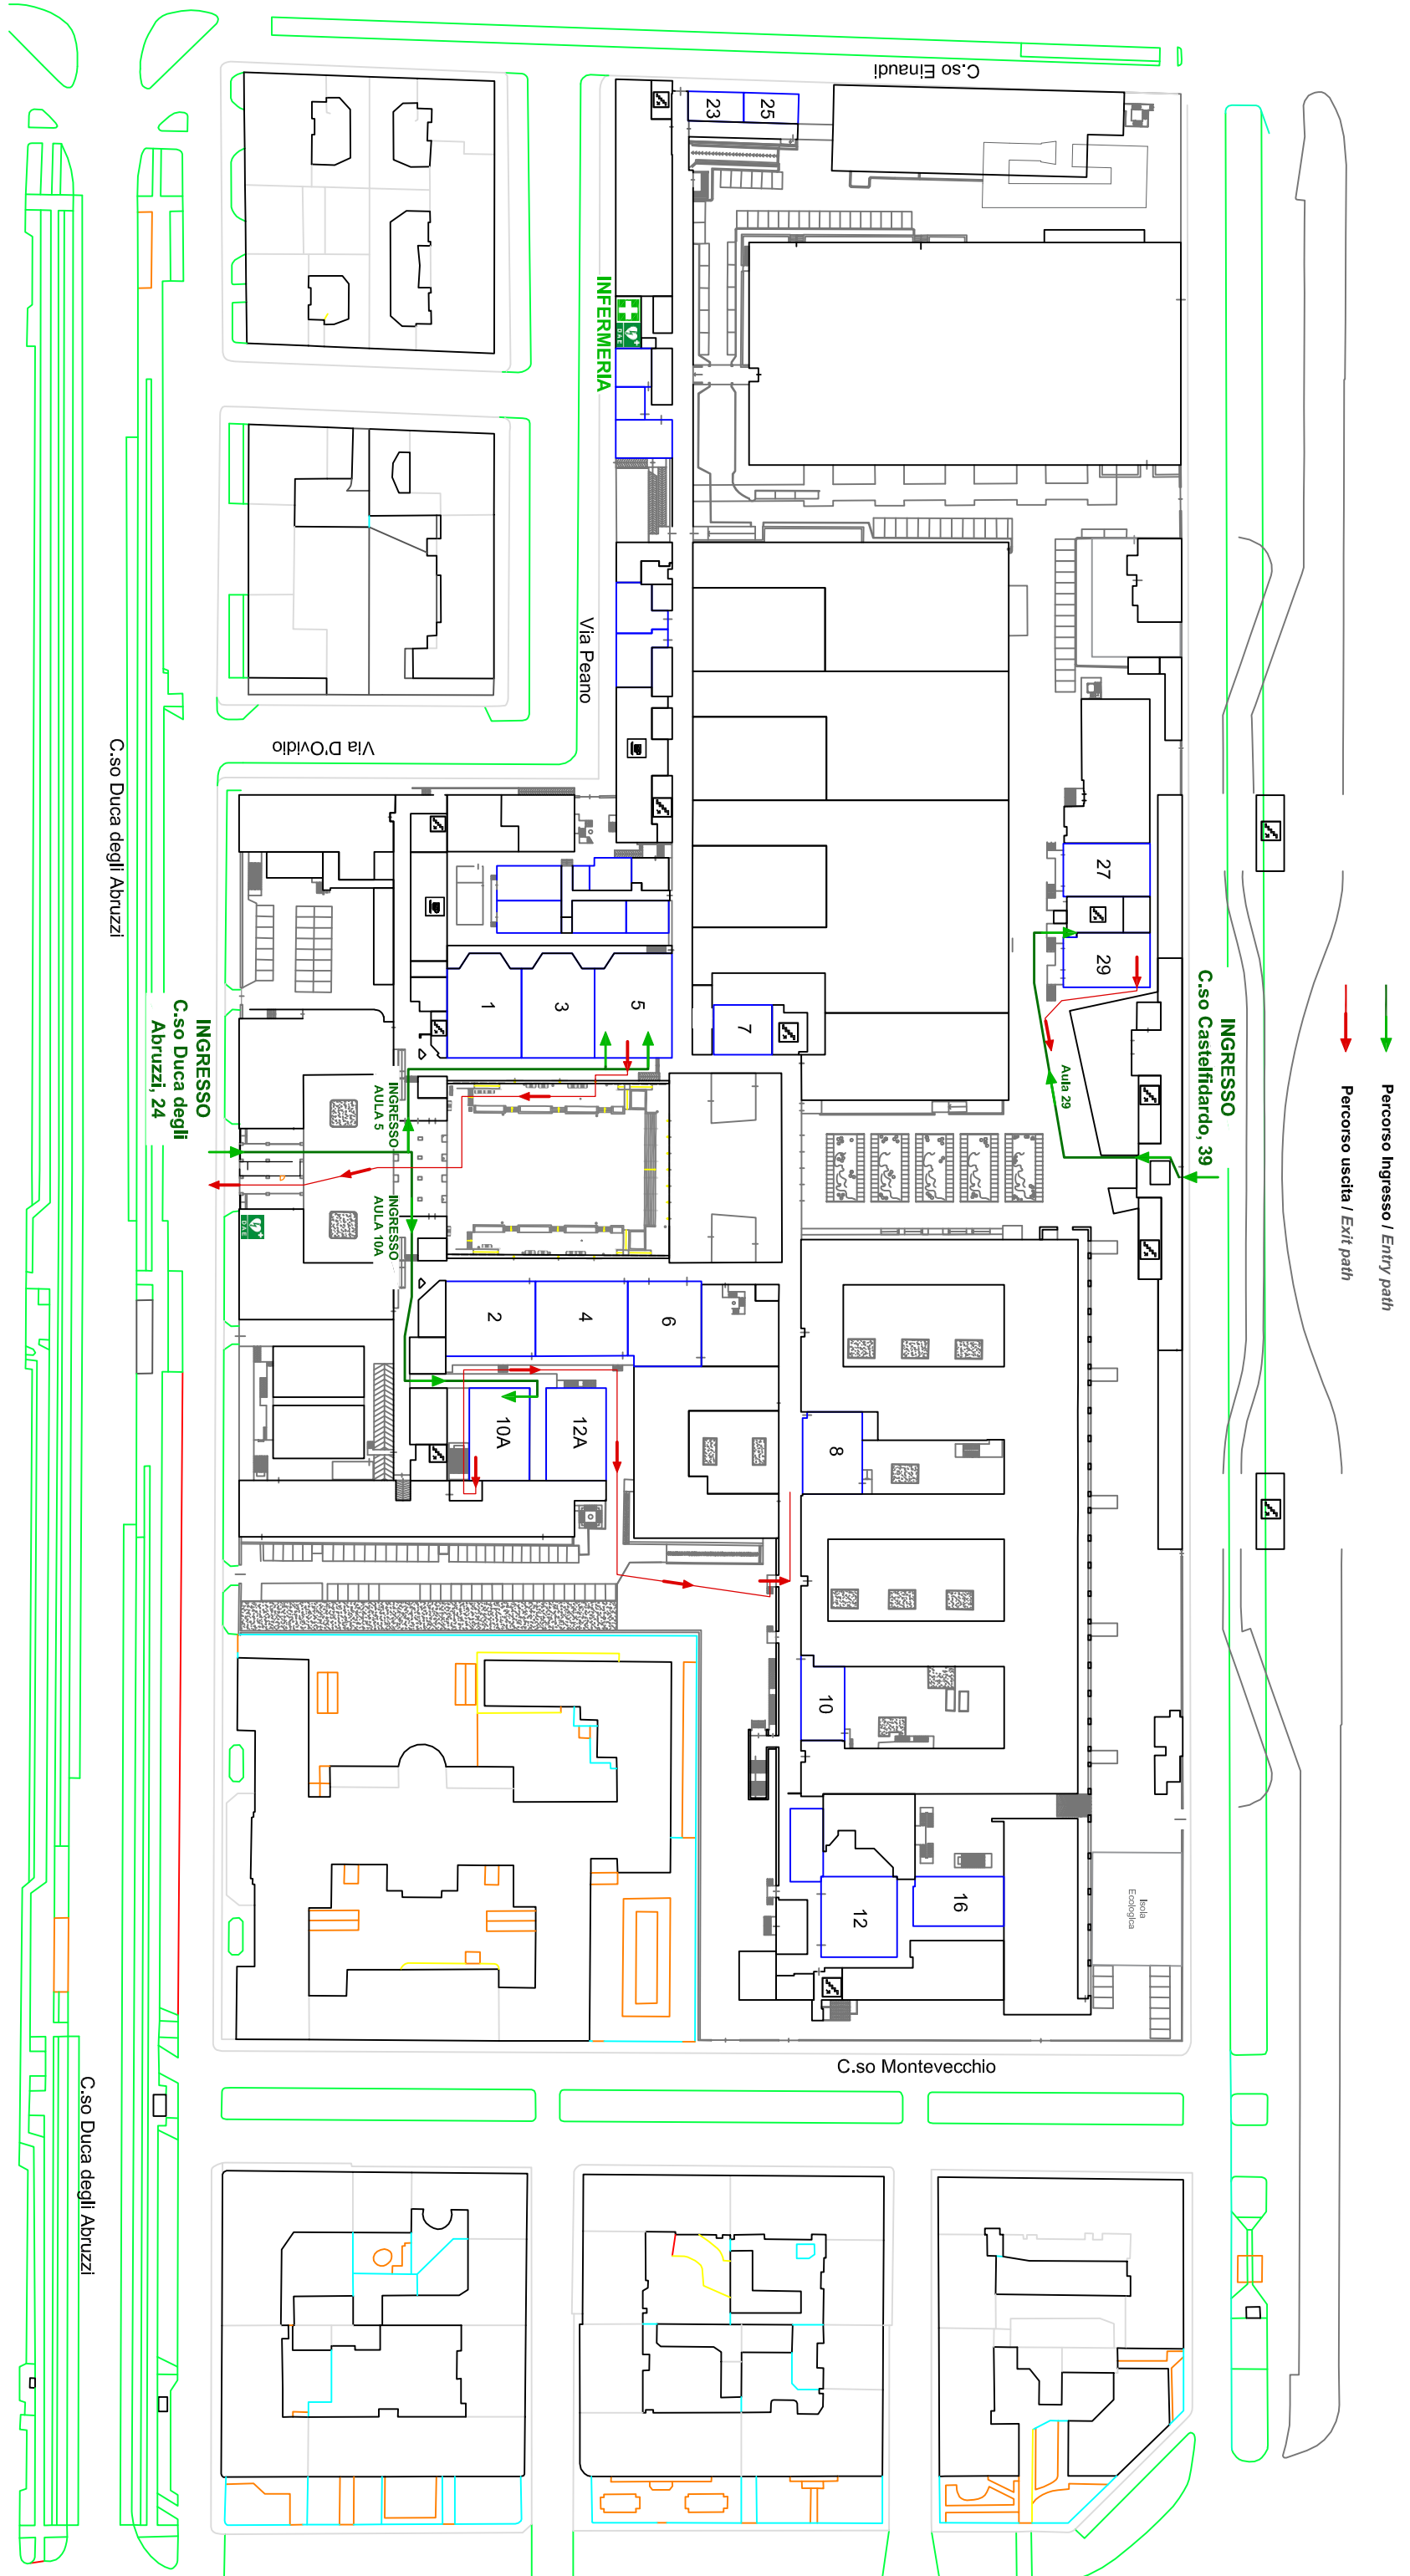 C.so Einaudi
23
25
INFERMERIA
DAE
Via Peano
Via D'Ovidio
C.so Duca degli Abruzzi
27
29
C.so Castelfidardo, 39
INGRESSO
Percorso uscita / Exit path
Percorso Ingresso / Entry path
Aula 29
1
3
5
7
INGRESSO
C.so Duca degli
Abruzzi, 24
INGRESSO
AULA 5
INGRESSO
AULA 10A
DAE
2
4
6
10A
12A
8
10
12
16
Isola
Ecologica
C.so Montevecchio
C.so Duca degli Abruzzi